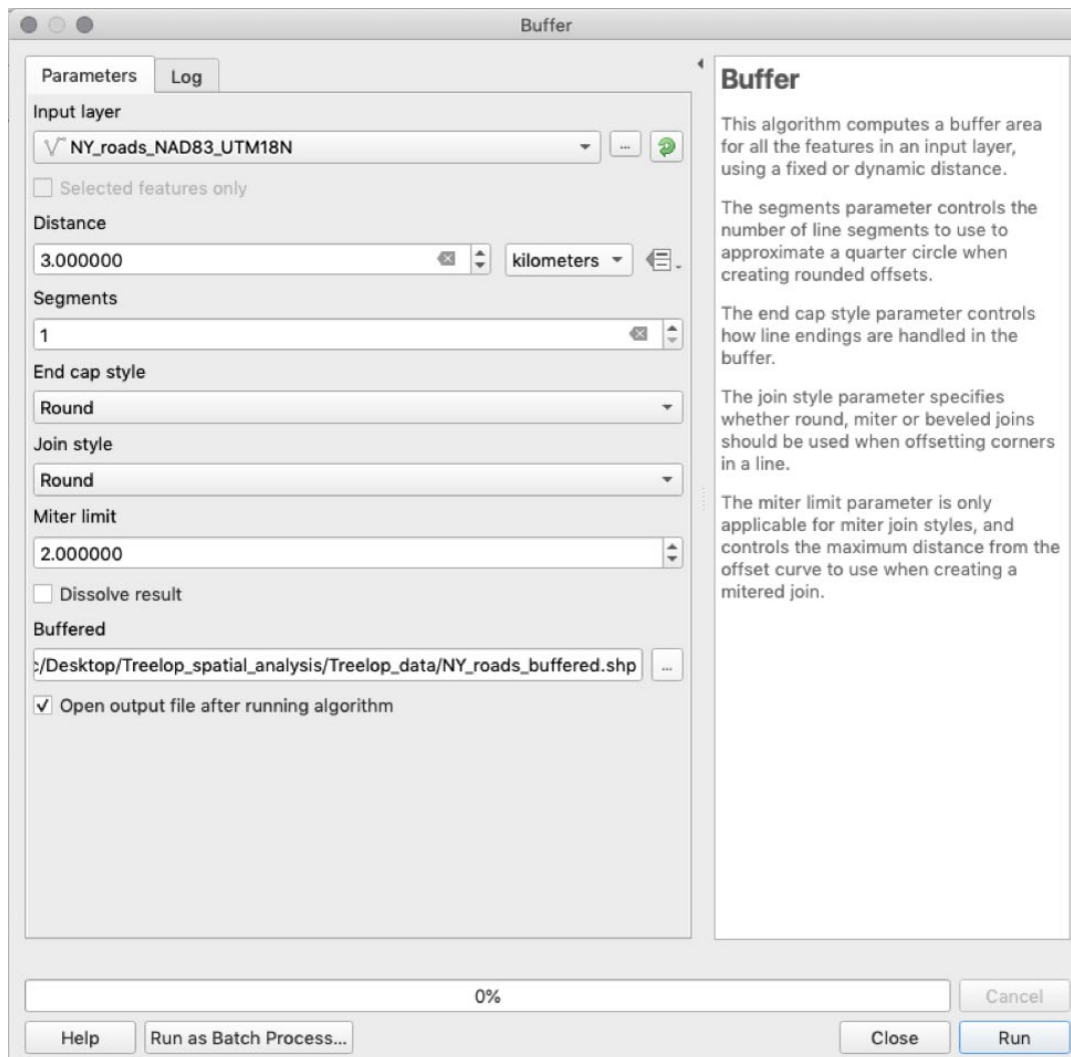 Buffer
Parameters
Log
Input layer
NY_roads_NAD83_UTM18N
...
Selected features only
Distance
3.000000
kilometers
Segments
1
End cap style
Round
Join style
Round
Miter limit
2.000000
Dissolve result
Buffered
:/Desktop/Treelop_spatial_analysis/Treelop_data/NY_roads_buffered.shp
...
Open output file after running algorithm
Buffer
This algorithm computes a buffer area
for all the features in an input layer,
using a fixed or dynamic distance.
The segments parameter controls the
number of line segments to use to
approximate a quarter circle when
creating rounded offsets.
The end cap style parameter controls
how line endings are handled in the
buffer.
The join style parameter specifies
whether round, miter or beveled joins
should be used when offsetting corners
in a line.
The miter limit parameter is only
applicable for miter join styles, and
controls the maximum distance from the
offset curve to use when creating a
mitered join.
0%
Cancel
Help
Run as Batch Process...
Close
Run